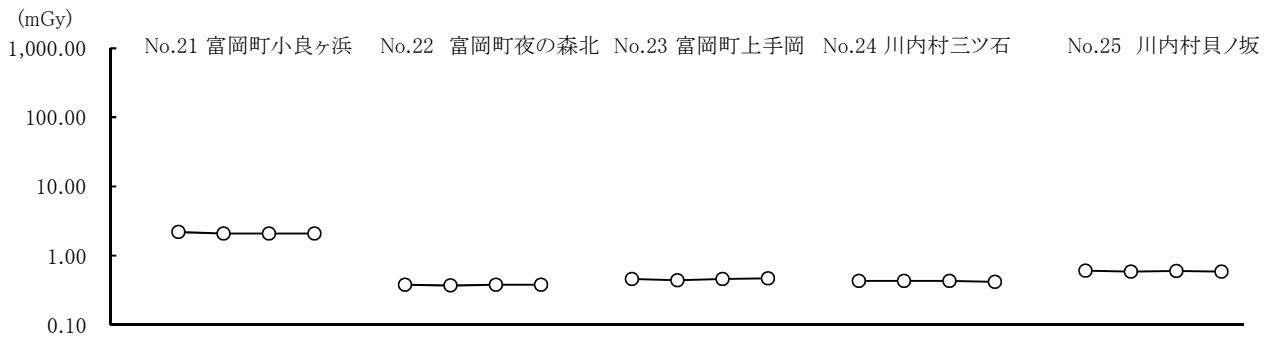 (mGy)
1,000.00
No.21 富岡町小良ヶ浜
No.22 富岡町夜の森北
No.23 富岡町上手岡
No.24 川内村三ツ石
No.25 川内村貝ノ坂
100.00
10.00
1.00
0.10